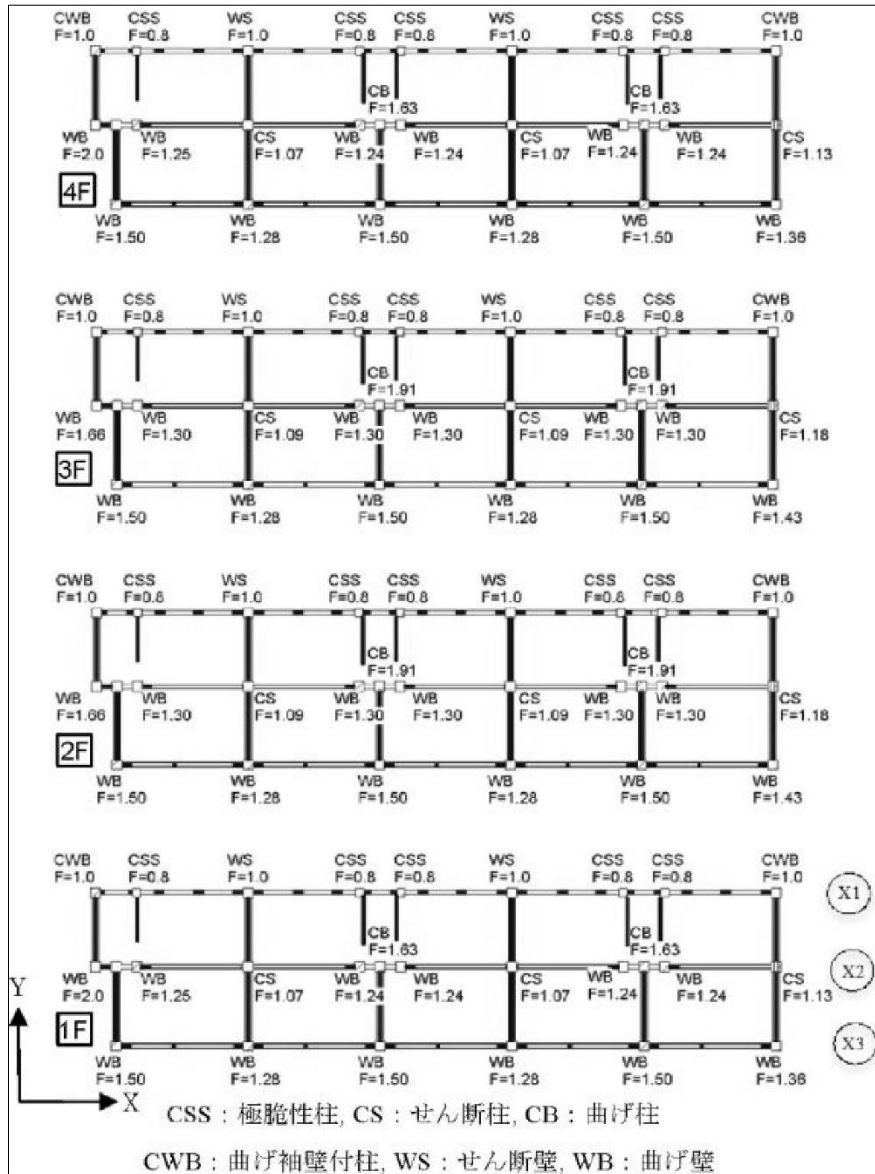 CWB CSS WS CSS CSS WS CSS CSS CWB
F=1.0 F=0.8 F=1.0 F=0.8 F=0.8 F=1.0 F=0.8 F=0.8 F=1.0
CB CB
F=1.63 F=1.63
WB WB CS WB WB CS WB WB CS
F=2.0 F=1.25 F=1.07 F=1.24 F=1.24 F=1.07 F=1.24 F=1.24 F=1.13
4F
WB WB WB WB WB WB
F=1.50 F=1.28 F=1.50 F=1.28 F=1.50 F=1.36
CWB CSS WS CSS CSS WS CSS CSS CWB
F=1.0 F=0.8 F=1.0 F=0.8 F=0.8 F=1.0 F=0.8 F=0.8 F=1.0
CB CB
F=1.91 F=1.91
WB WB CS WB WB CS WB WB CS
F=1.66 F=1.30 F=1.09 F=1.30 F=1.30 F=1.09 F=1.30 F=1.30 F=1.18
3F
WB WB WB WB WB WB
F=1.50 F=1.28 F=1.50 F=1.28 F=1.50 F=1.43
CWB CSS WS CSS CSS WS CSS CSS CWB
F=1.0 F=0.8 F=1.0 F=0.8 F=0.8 F=1.0 F=0.8 F=0.8 F=1.0
CB CB
F=1.91 F=1.91
WB WB CS WB WB CS WB WB CS
F=1.66 F=1.30 F=1.09 F=1.30 F=1.30 F=1.09 F=1.30 F=1.30 F=1.18
2F
WB WB WB WB WB WB
F=1.50 F=1.28 F=1.50 F=1.28 F=1.50 F=1.43
CWB CSS WS CSS CSS WS CSS CSS CWB
F=1.0 F=0.8 F=1.0 F=0.8 F=0.8 F=1.0 F=0.8 F=0.8 F=1.0
X1
CB CB
F=1.63 F=1.63
X2
WB WB CS WB WB CS WB WB CS
F=2.0 F=1.25 F=1.07 F=1.24 F=1.24 F=1.07 F=1.24 F=1.24 F=1.13
Y
1F
X3
WB WB WB WB WB WB
F=1.50 F=1.28 F=1.50 F=1.28 F=1.50 F=1.36
X
CSS：極脆性柱, CS：せん断柱, CB：曲げ柱
CWB：曲げ袖壁付柱, WS：せん断壁, WB：曲げ壁